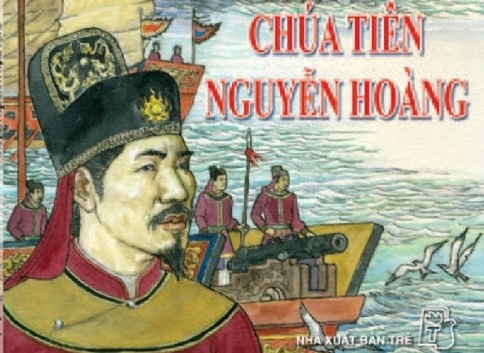 CHÚA TIÊN
NGUYỄN HOÀNG
NHÀ XUẤT BẢN TRẺ